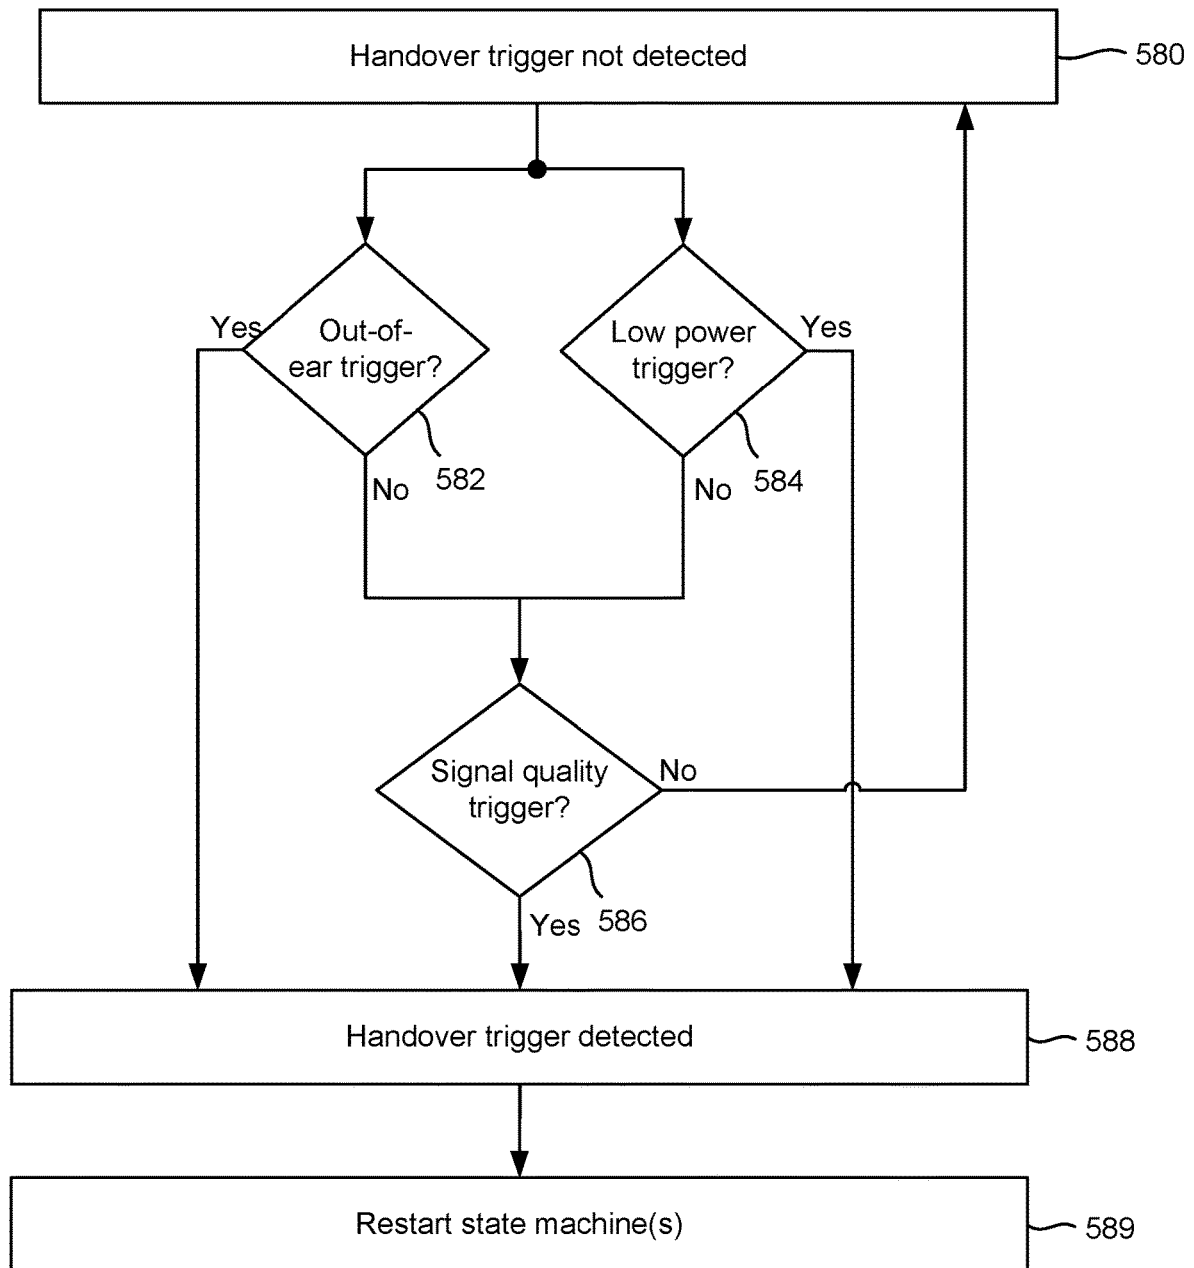 Handover trigger not detected
580
Yes
Out-of-
ear trigger?
Low power
trigger?
Yes
582
584
No
No
Signal quality
trigger?
No
586
Yes
Handover trigger detected
588
Restart state machine(s)
589